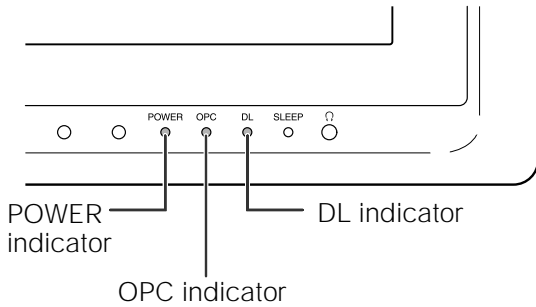 POWER OPC DL SLEEP
POWER
indicator
DL indicator
OPC indicator